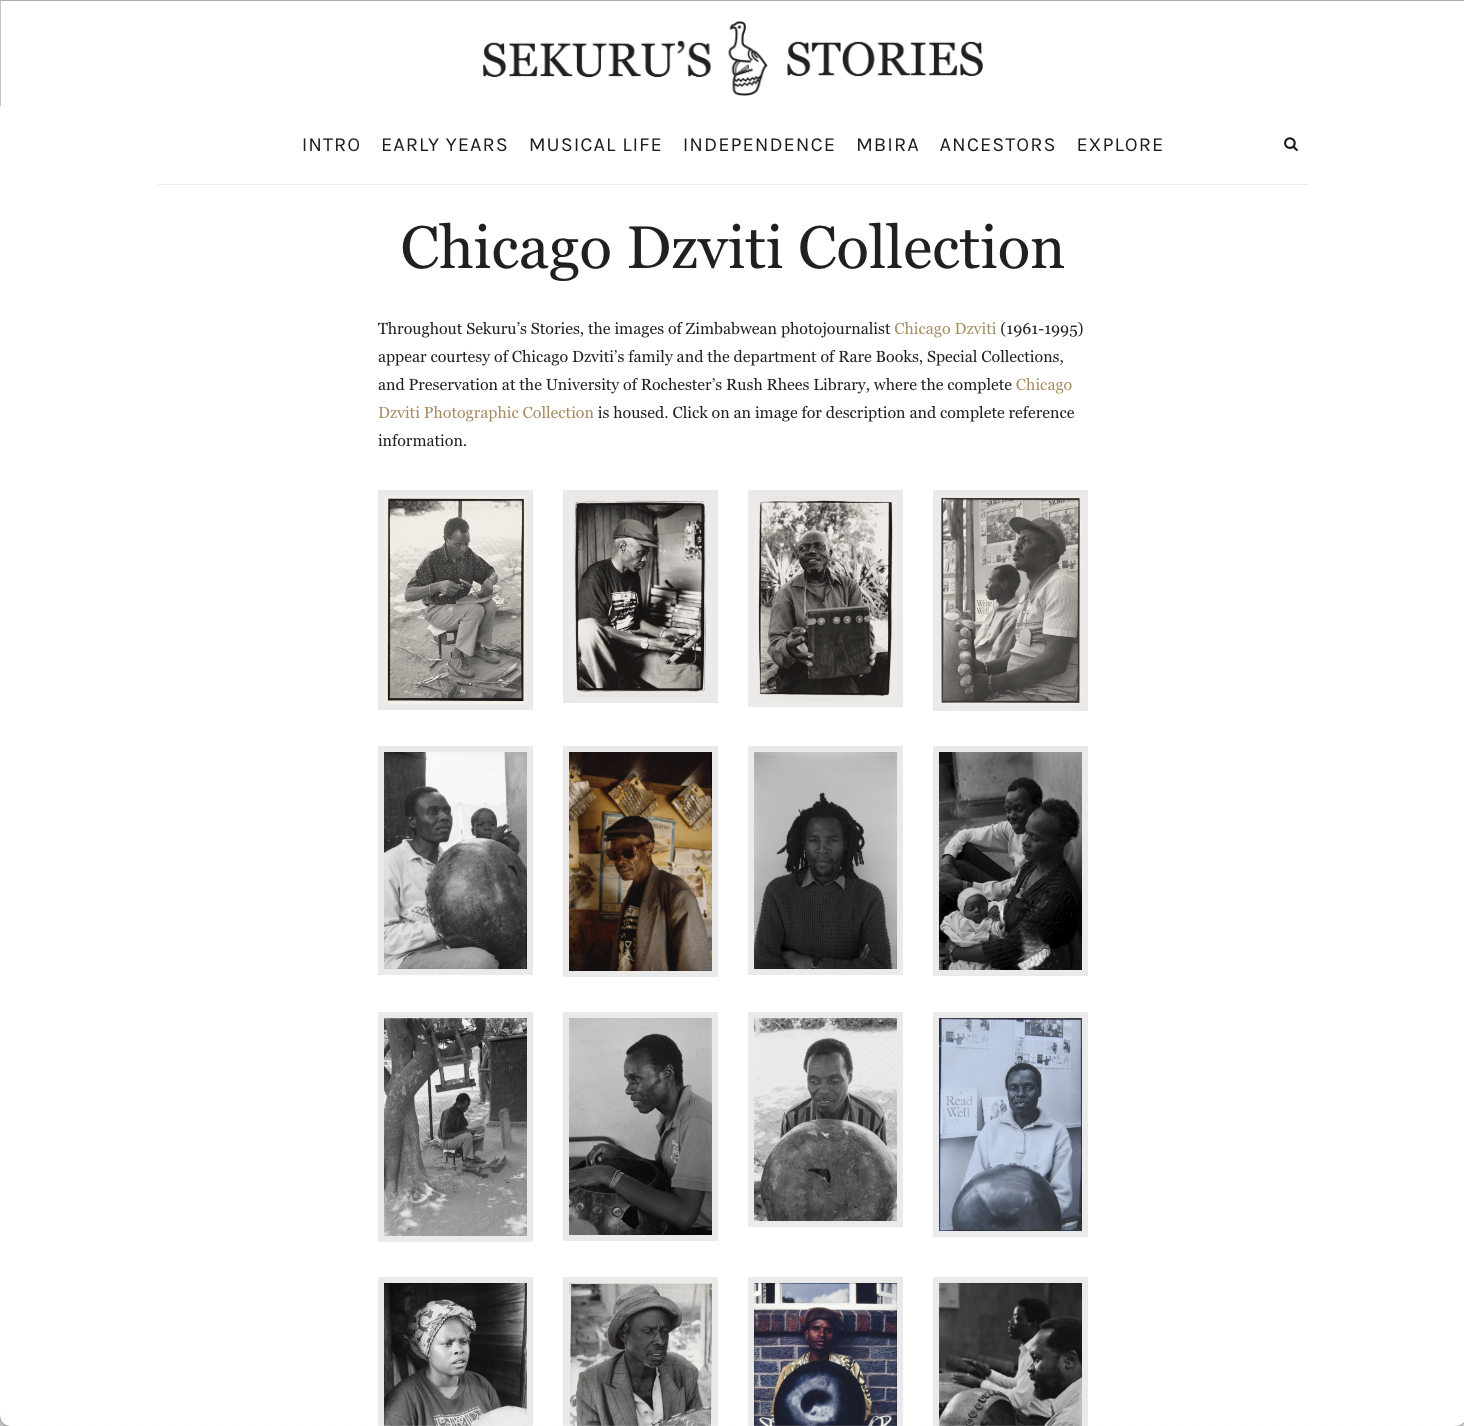 SEKURU’S STORIES
INTRO EARLY YEARS MUSICAL LIFE INDEPENDENCE MBIRA ANCESTORS EXPLORE
Chicago Dzviti Collection
Throughout Sekuru’s Stories, the images of Zimbabwean photojournalist Chicago Dzviti (1961-1995)
appear courtesy of Chicago Dzviti’s family and the department of Rare Books, Special Collections,
and Preservation at the University of Rochester’s Rush Rhees Library, where the complete Chicago
Dzviti Photographic Collection is housed. Click on an image for description and complete reference
information.
Read
Well